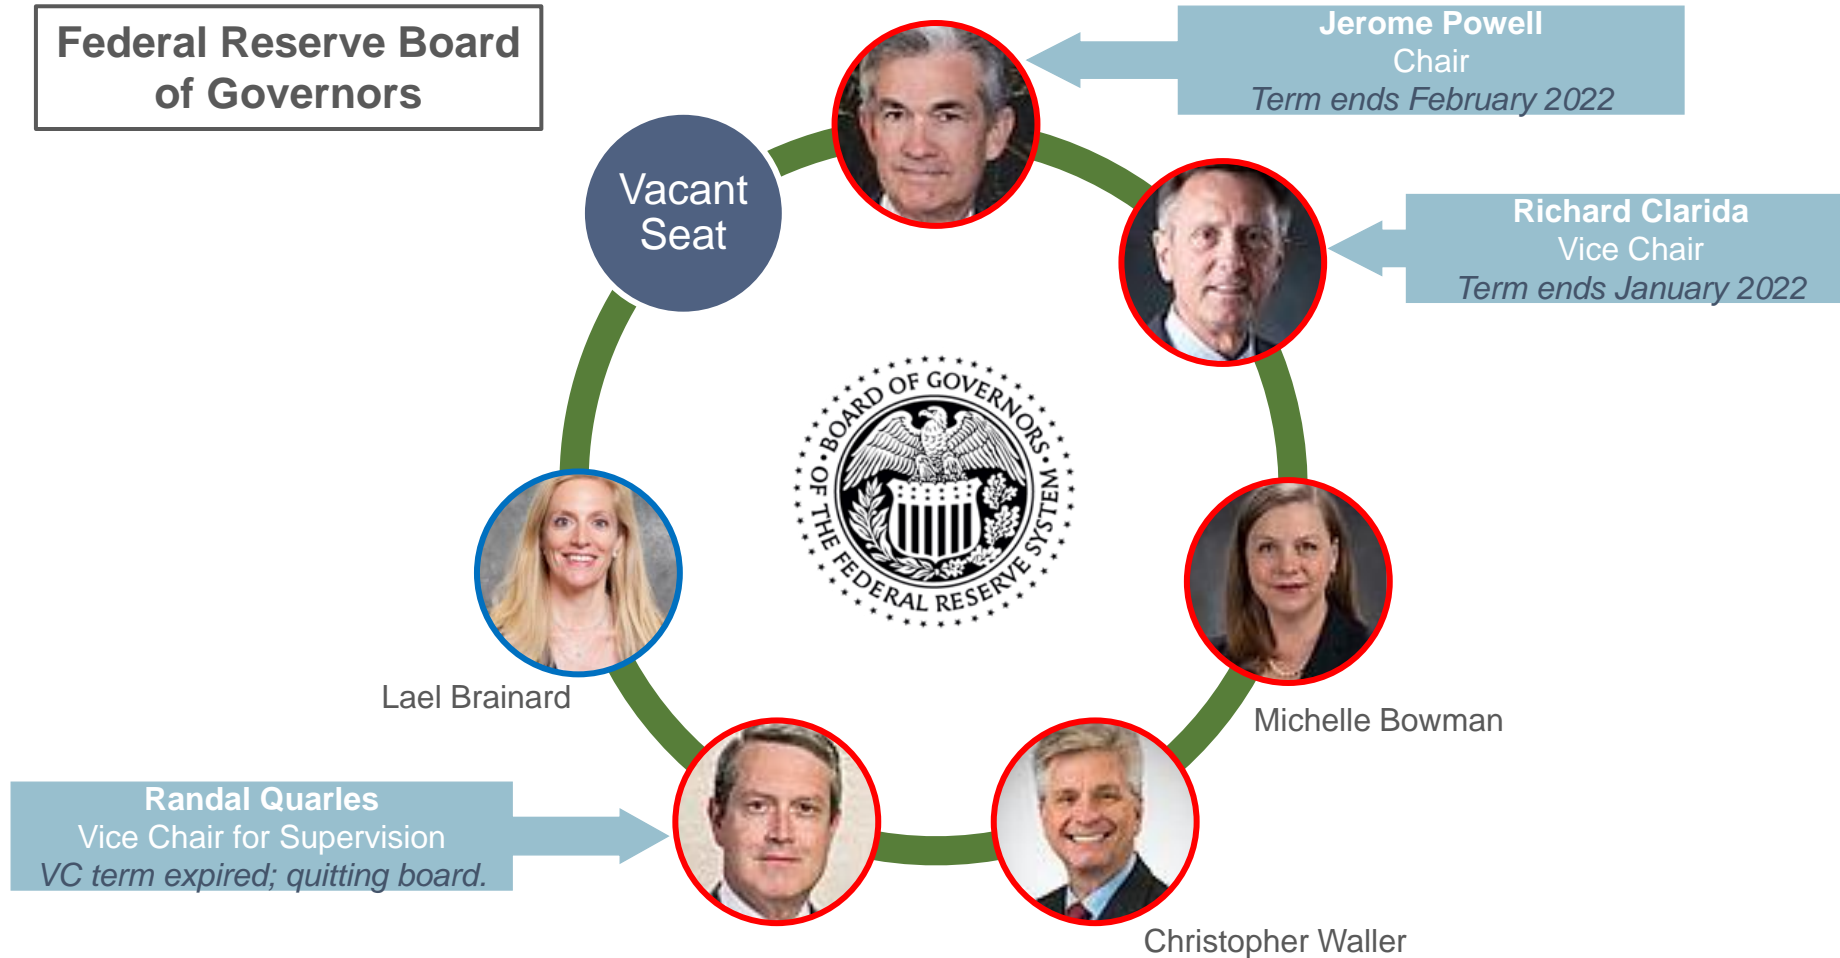 Federal Reserve Board
of Governors
Jerome Powell
Chair
Term ends February 2022
Vacant
Seat
Richard Clarida
Vice Chair
Term ends January 2022
BOARD OF GOVERNORS
OF THE FEDERAL RESERVE SYSTEM
Lael Brainard
Michelle Bowman
Randal Quarles
Vice Chair for Supervision
VC term expired; quitting board.
Christopher Waller